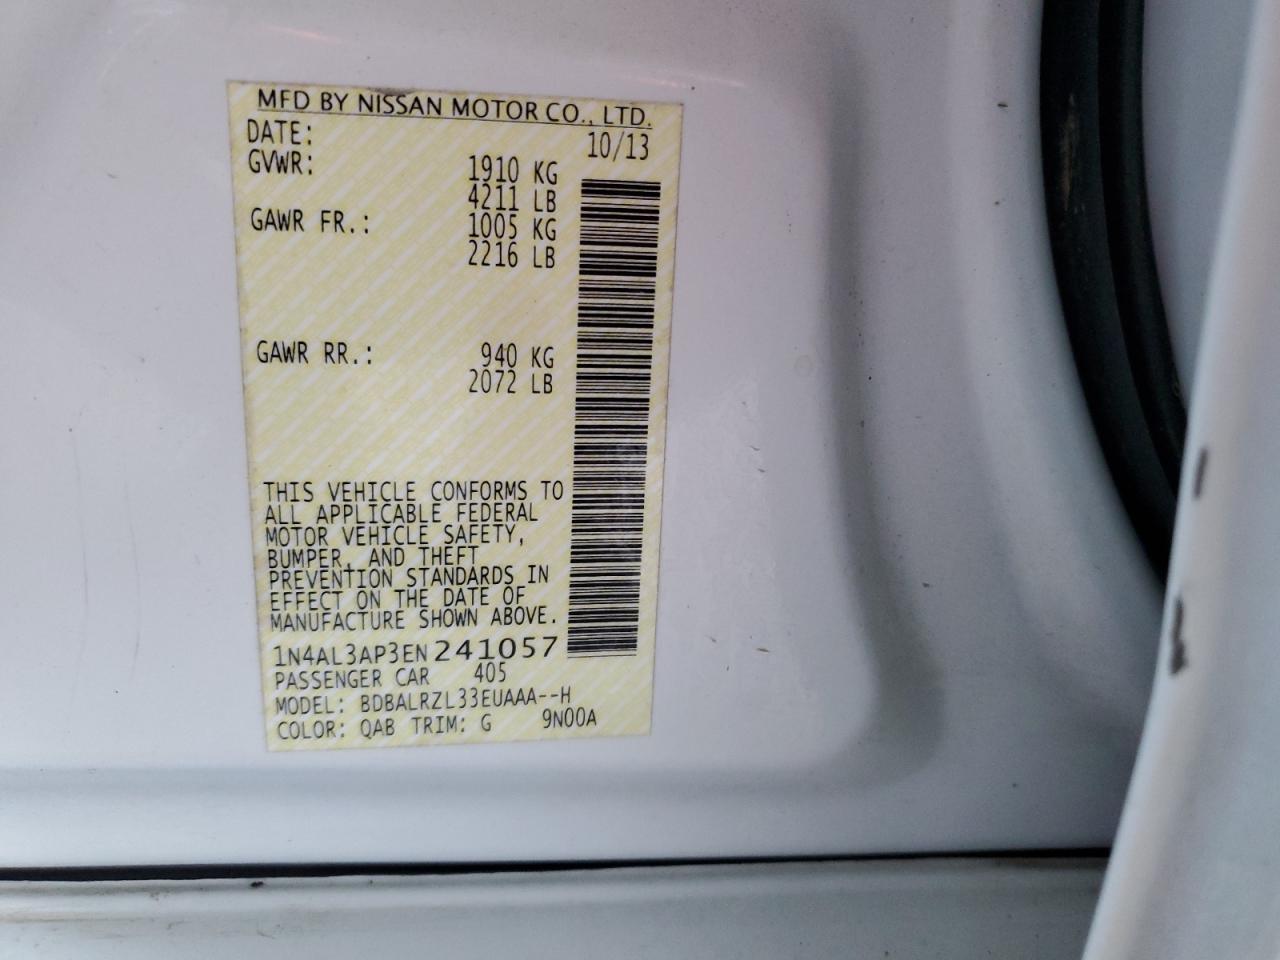 MFD BY NISSAN MOTOR CO., LTD.
DATE: 10/13
GVWR: 1910 KG
4211 LB
GAWR FR.: 1005 KG
2216 LB
GAWR RR.: 940 KG
2072 LB
THIS VEHICLE CONFORMS TO
ALL APPLICABLE FEDERAL
MOTOR VEHICLE SAFETY,
BUMPER, AND THEFT
PREVENTION STANDARDS IN
EFFECT ON THE DATE OF
MANUFACTURE SHOWN ABOVE.
1N4AL3AP3EN241057
PASSENGER CAR 405
MODEL: BDBALRZL33EUAAA--H
COLOR: QAB TRIM: G 9N00A